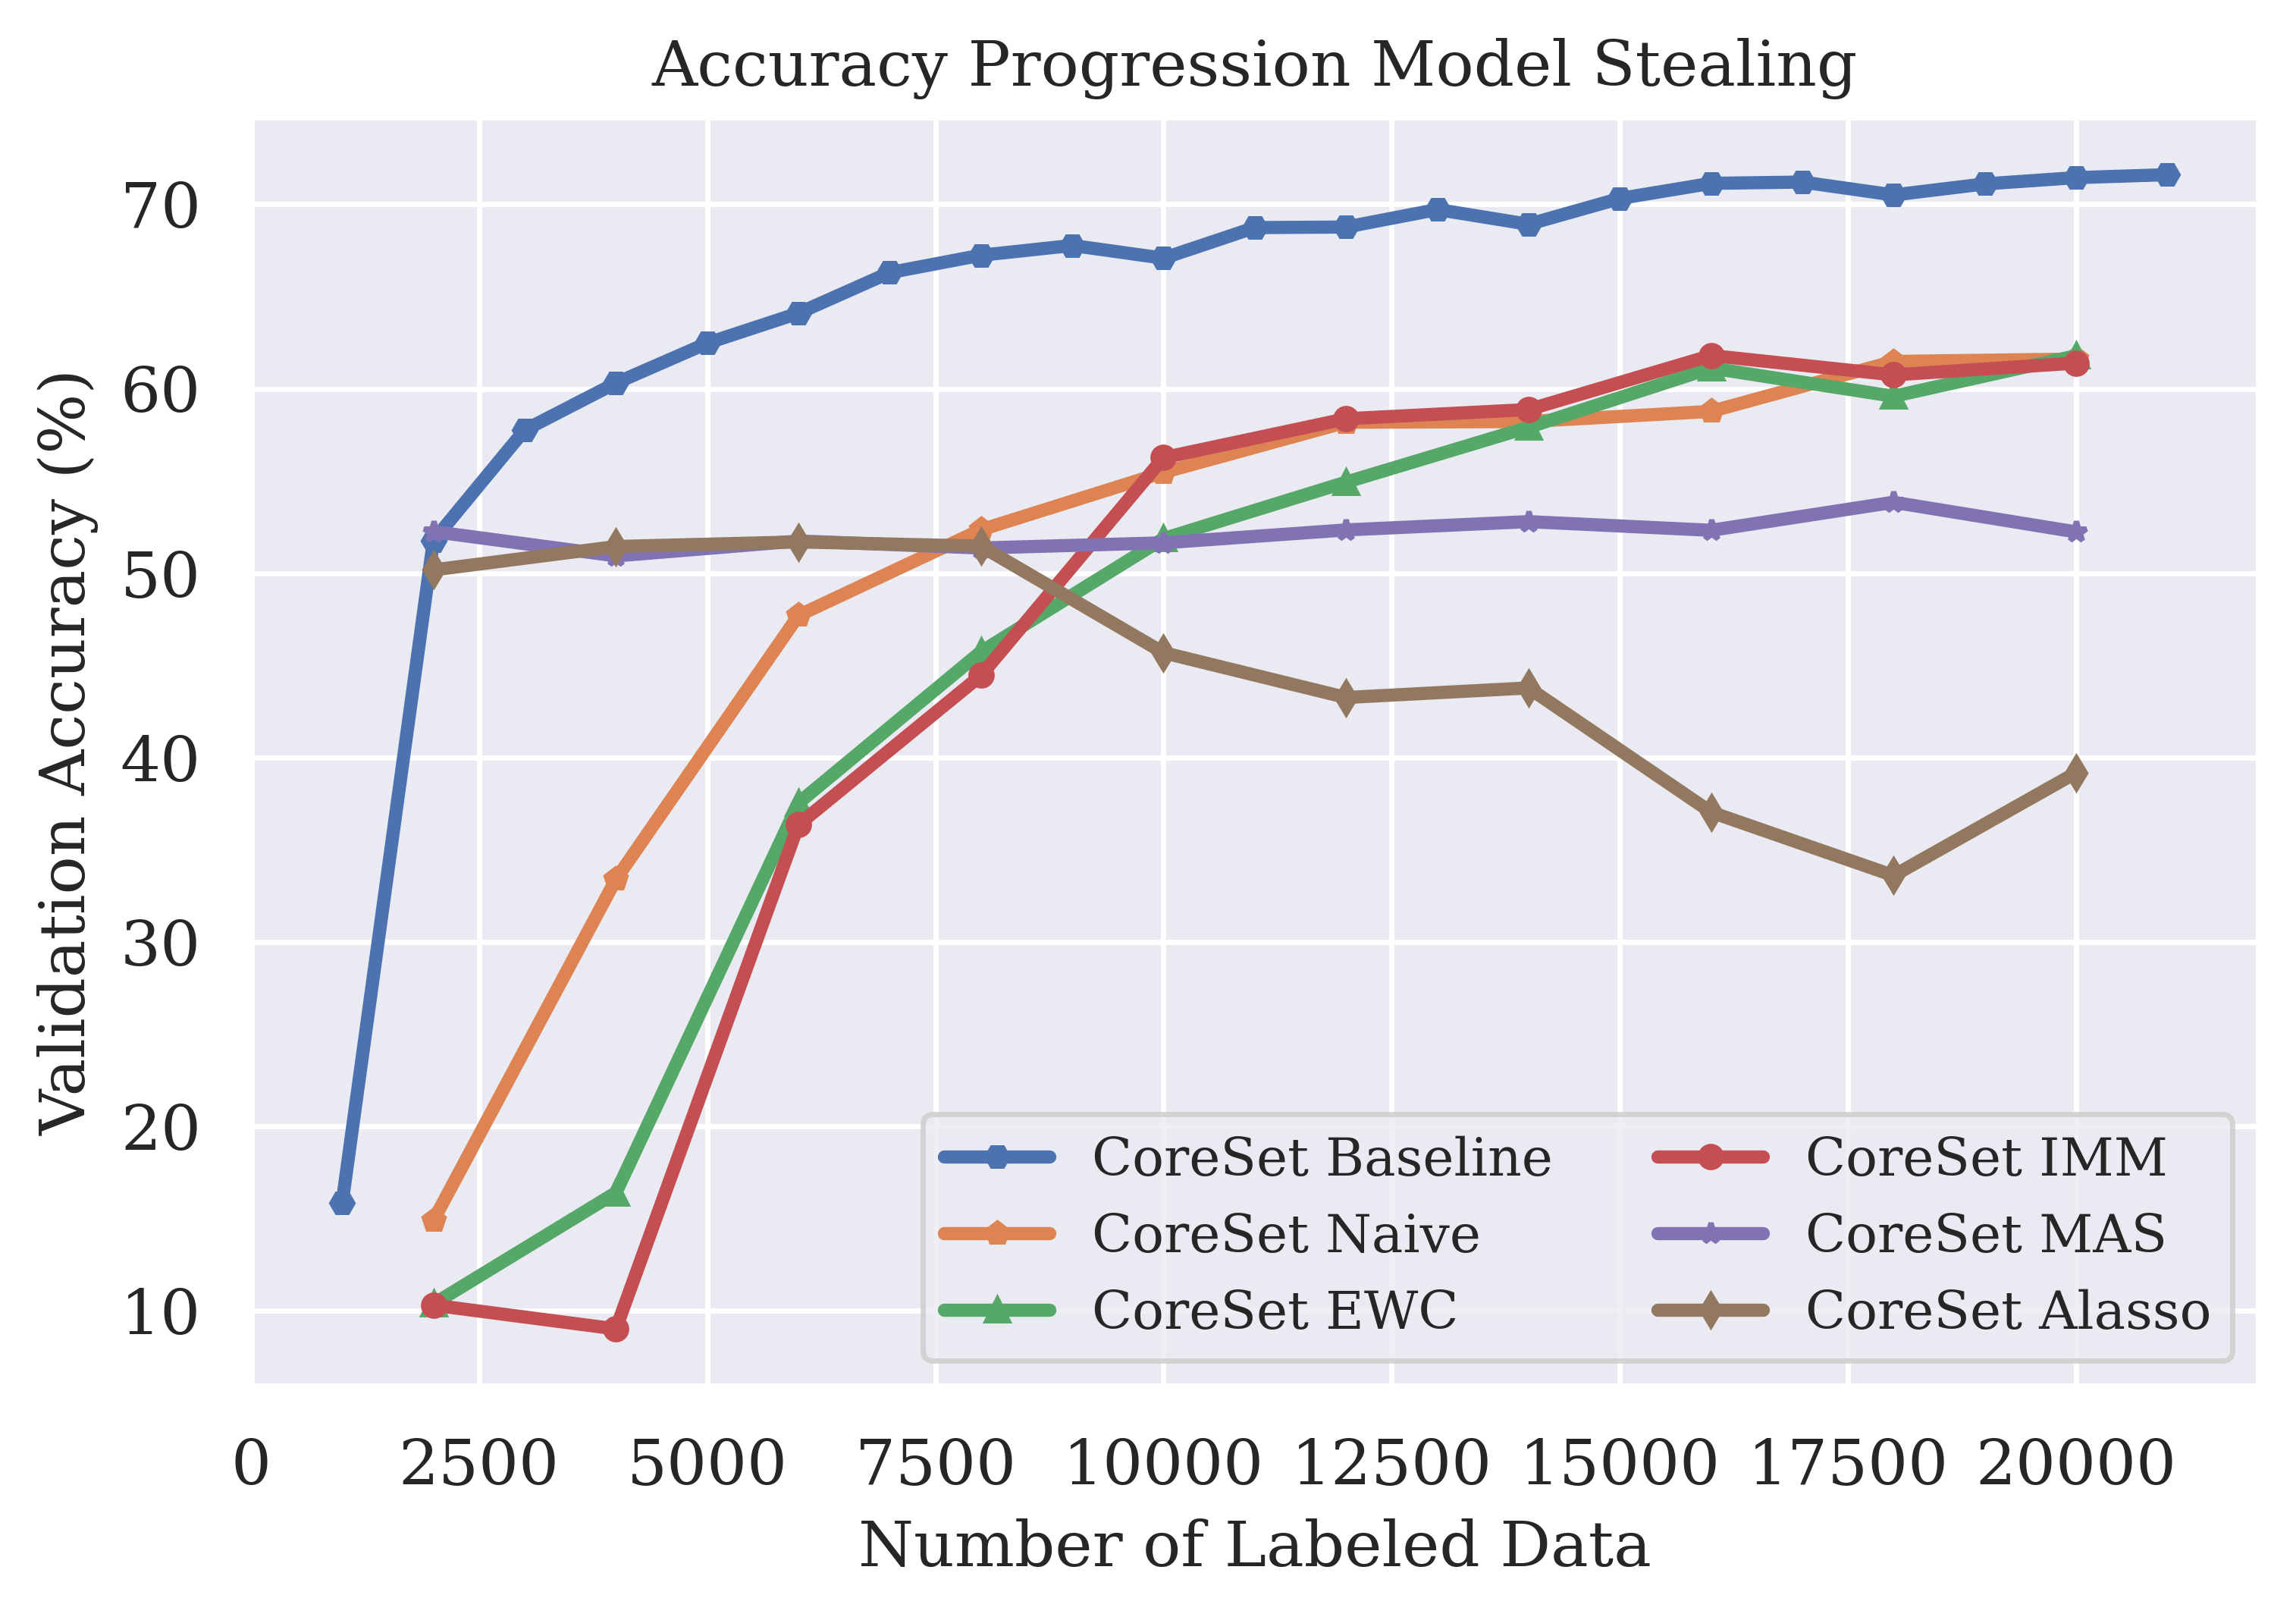 Accuracy Progression Model Stealing
Validation Accuracy (%)
70
60
50
40
30
20
10
0 2500 5000 7500 10000 12500 15000 17500 20000
Number of Labeled Data
CoreSet Baseline
CoreSet Naive
CoreSet EWC
CoreSet IMM
CoreSet MAS
CoreSet Alasso